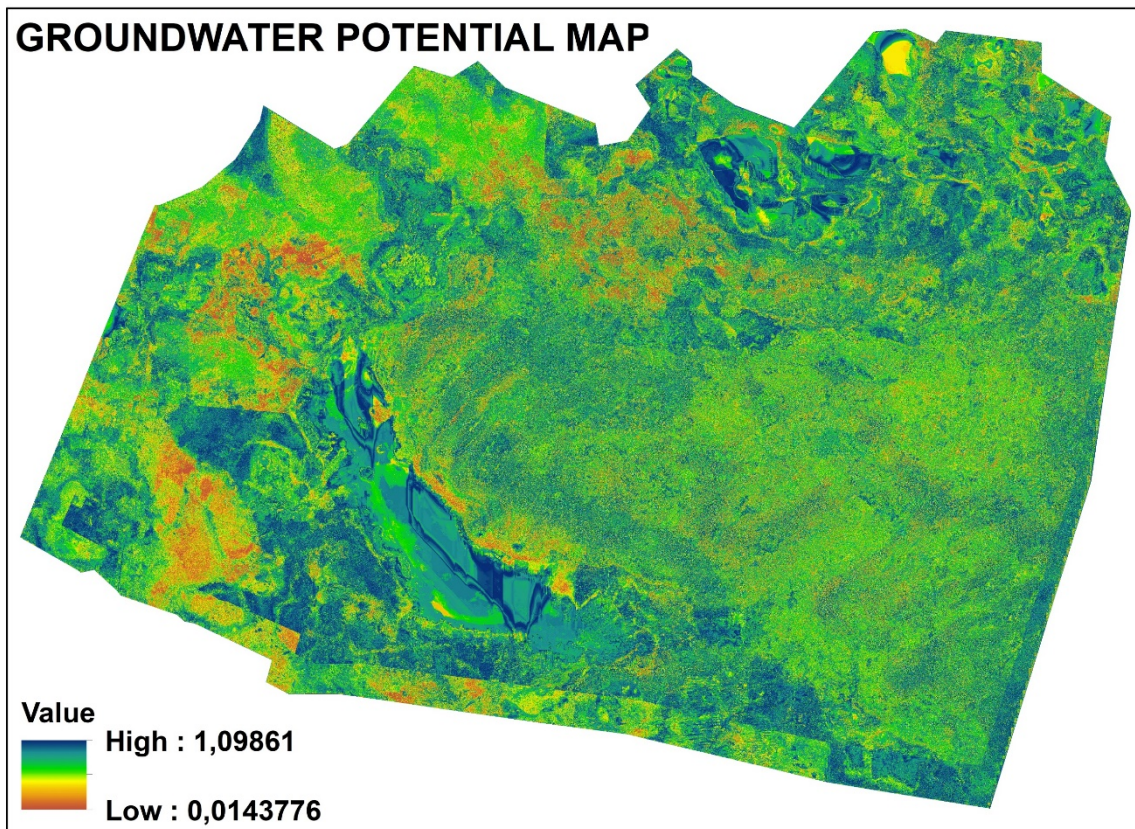 GROUNDWATER POTENTIAL MAP
Value
High : 1,09861
Low : 0,0143776